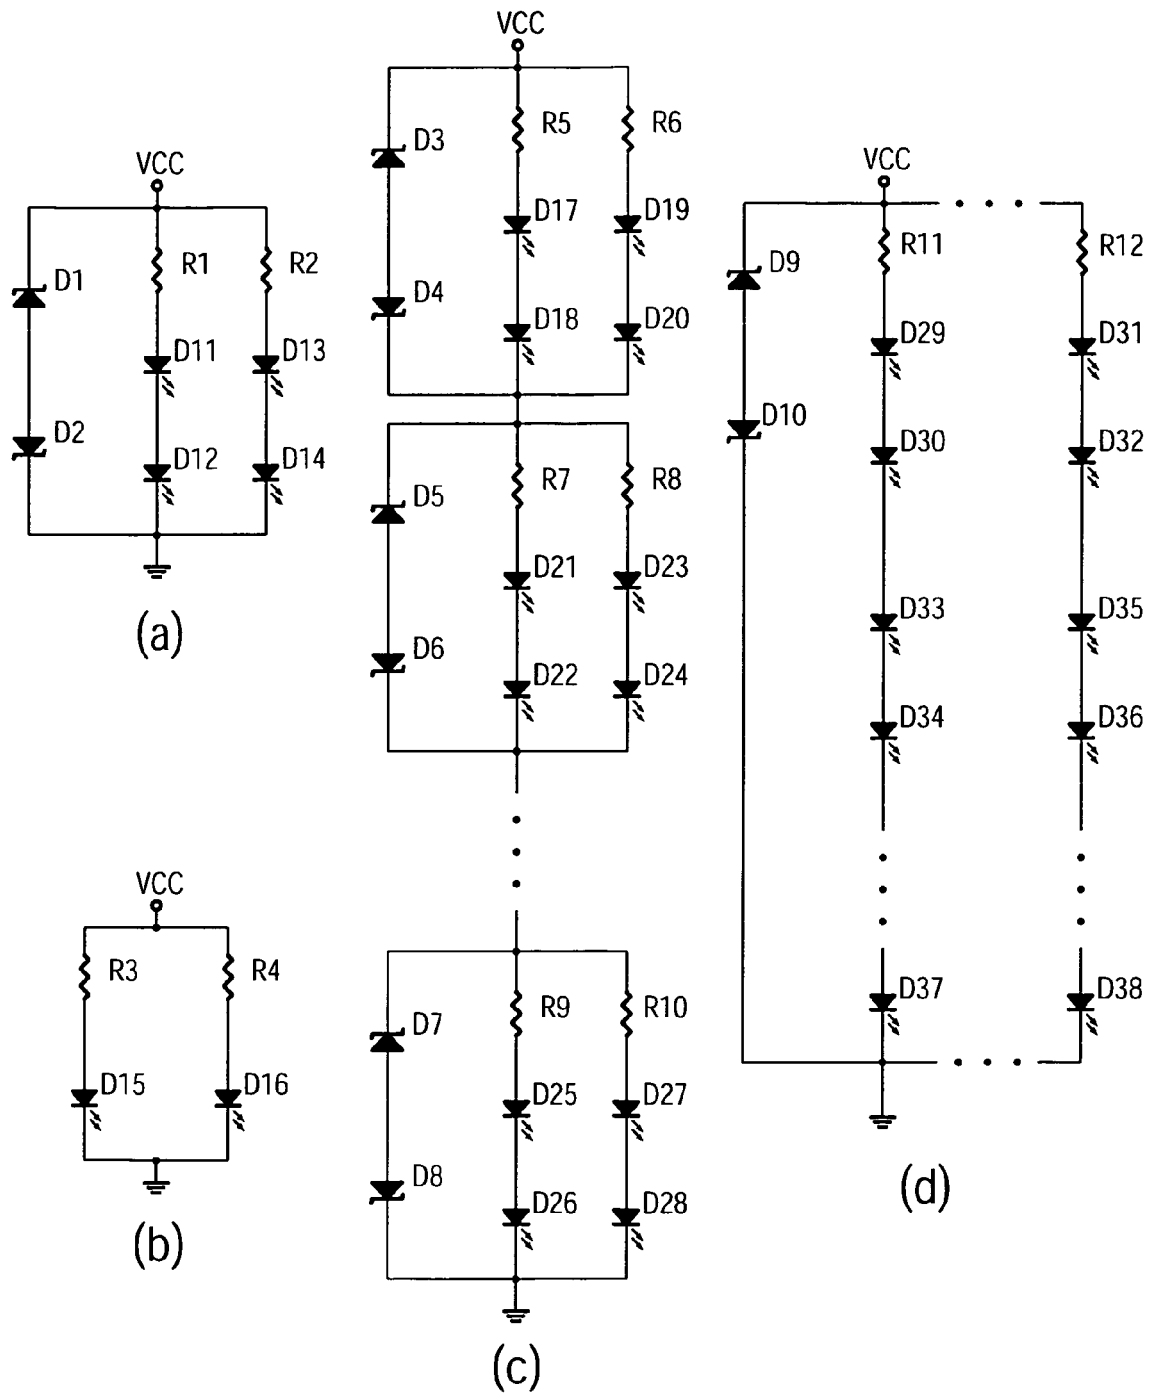 VCC
R1
R2
D1
D11
D13
D2
D12
D14
(a)
VCC
R3
R4
D15
D16
(b)
VCC
R5
R6
D3
D17
D19
D4
D18
D20
R7
R8
D5
D21
D23
D6
D22
D24
R9
R10
D7
D25
D27
D8
D26
D28
(c)
VCC
R11
R12
D9
D29
D31
D10
D30
D32
D33
D35
D34
D36
D37
D38
(d)